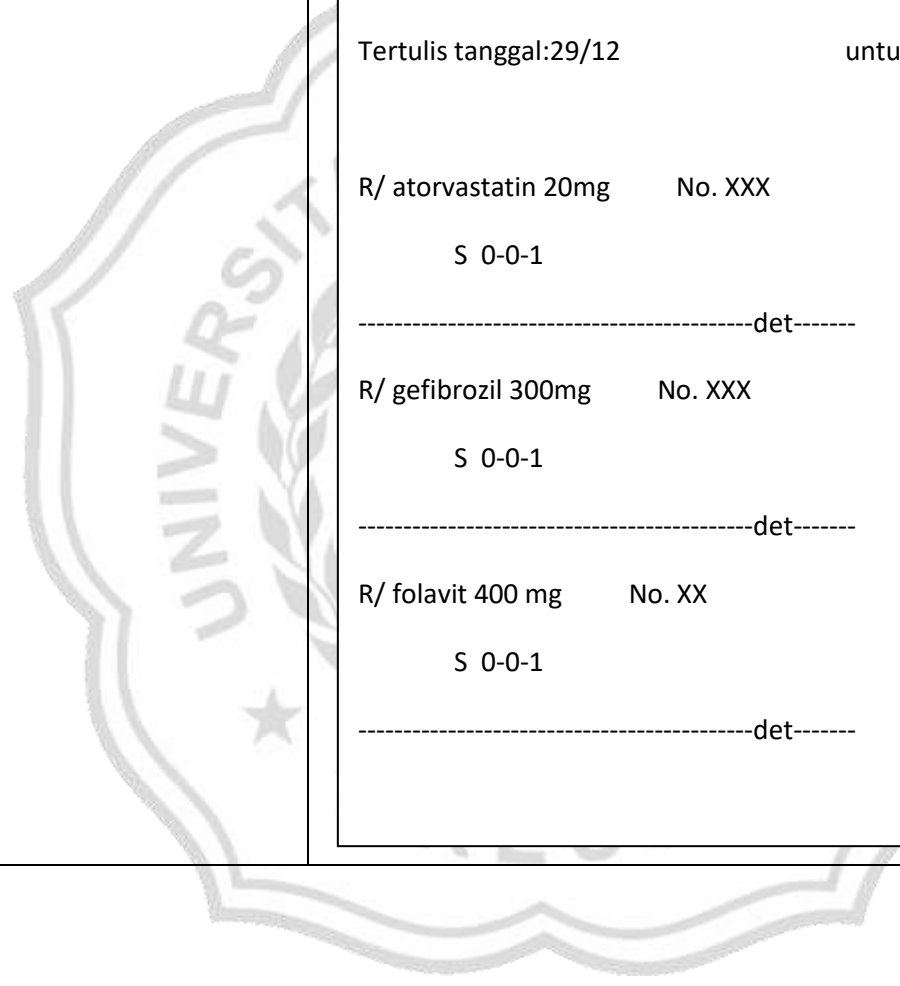 Tertulis tanggal:29/12 untu
R/ atorvastatin 20mg No. XXX
S 0-0-1
--------------------------------------------det-------
R/ gefibrozil 300mg No. XXX
S 0-0-1
--------------------------------------------det-------
R/ folavit 400 mg No. XX
S 0-0-1
--------------------------------------------det-------
UNIVERSIT